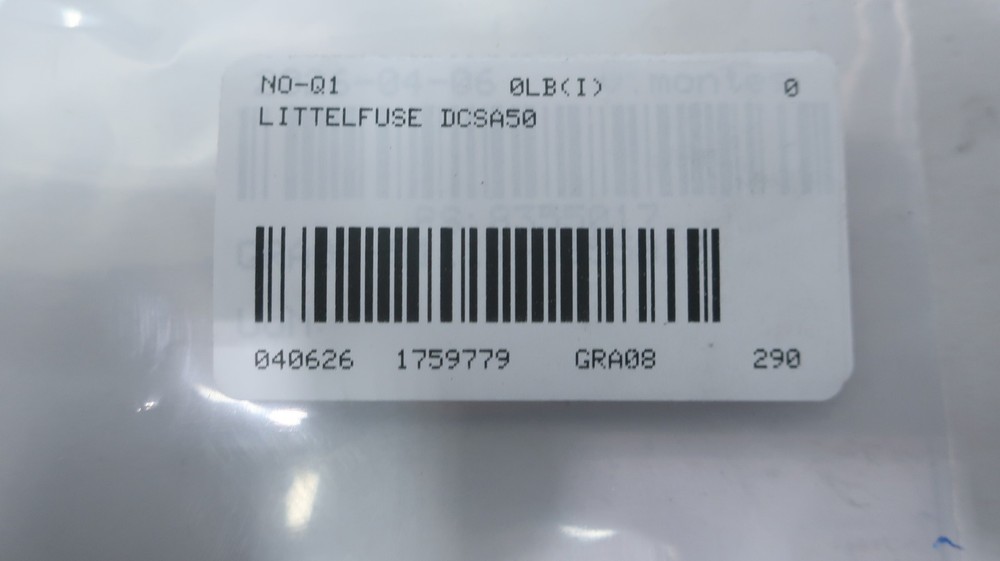 NO-Q1 0LB(I) 0
LITTELFUSE DCSA50
040626 1759779 GRA08 290